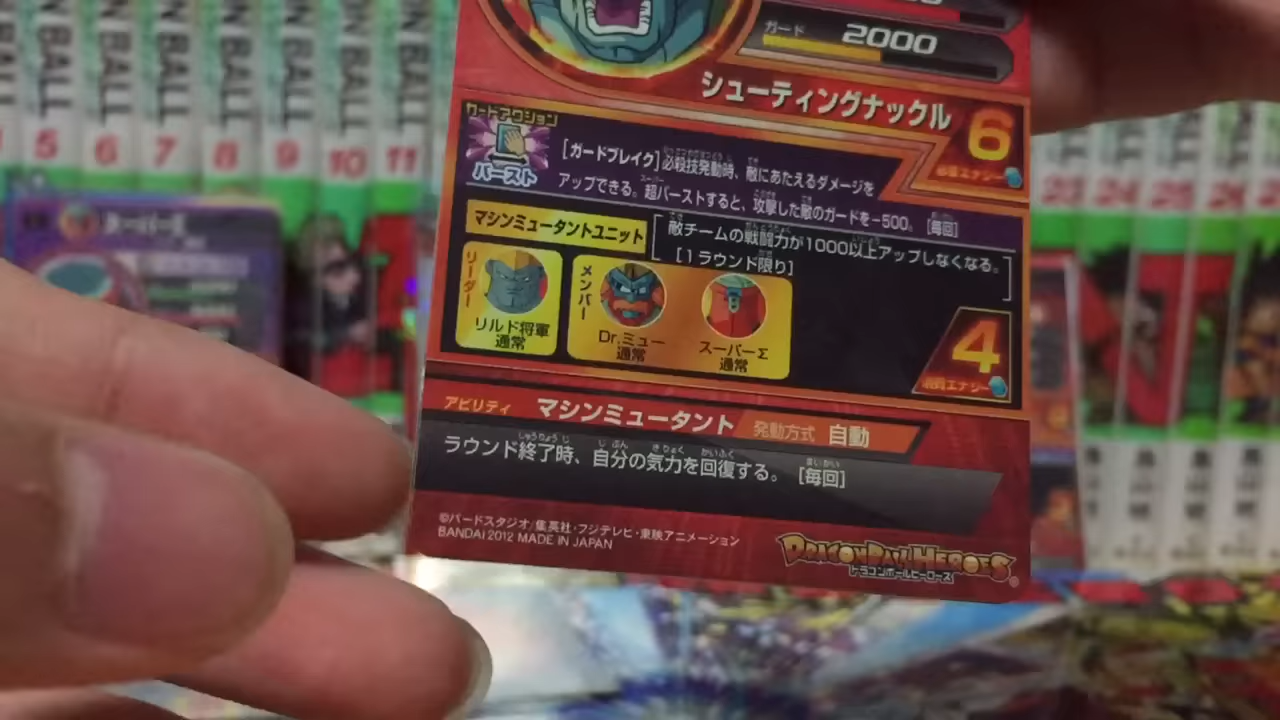 BALL BALL BALL BALL BALL BALL BALL
5 6 7 8 9 10 11
23 24 25 26
スーパーΣ
ガード 2000
シューティングナックル 6
必殺エナジー
カードアクション
バースト
[ガードブレイク]必殺技発動時、敵にあたえるダメージを
アップできる。超バーストすると、攻撃した敵のガードを-500。[毎回]
マシンミュータントユニット
敵チームの戦闘力が1000以上アップしなくなる。
[1ラウンド限り]
リーダー
リルド将軍
通常
メンバー
Dr.ミュー
通常
スーパーΣ
通常
4
アビリティ マシンミュータント 発動方式 自動
ラウンド終了時、自分の気力を回復する。[毎回]
©バードスタジオ/集英社・フジテレビ・東映アニメーション
BANDAI 2012 MADE IN JAPAN
DRAGONBALL HEROES
ドラゴンボールヒーローズ